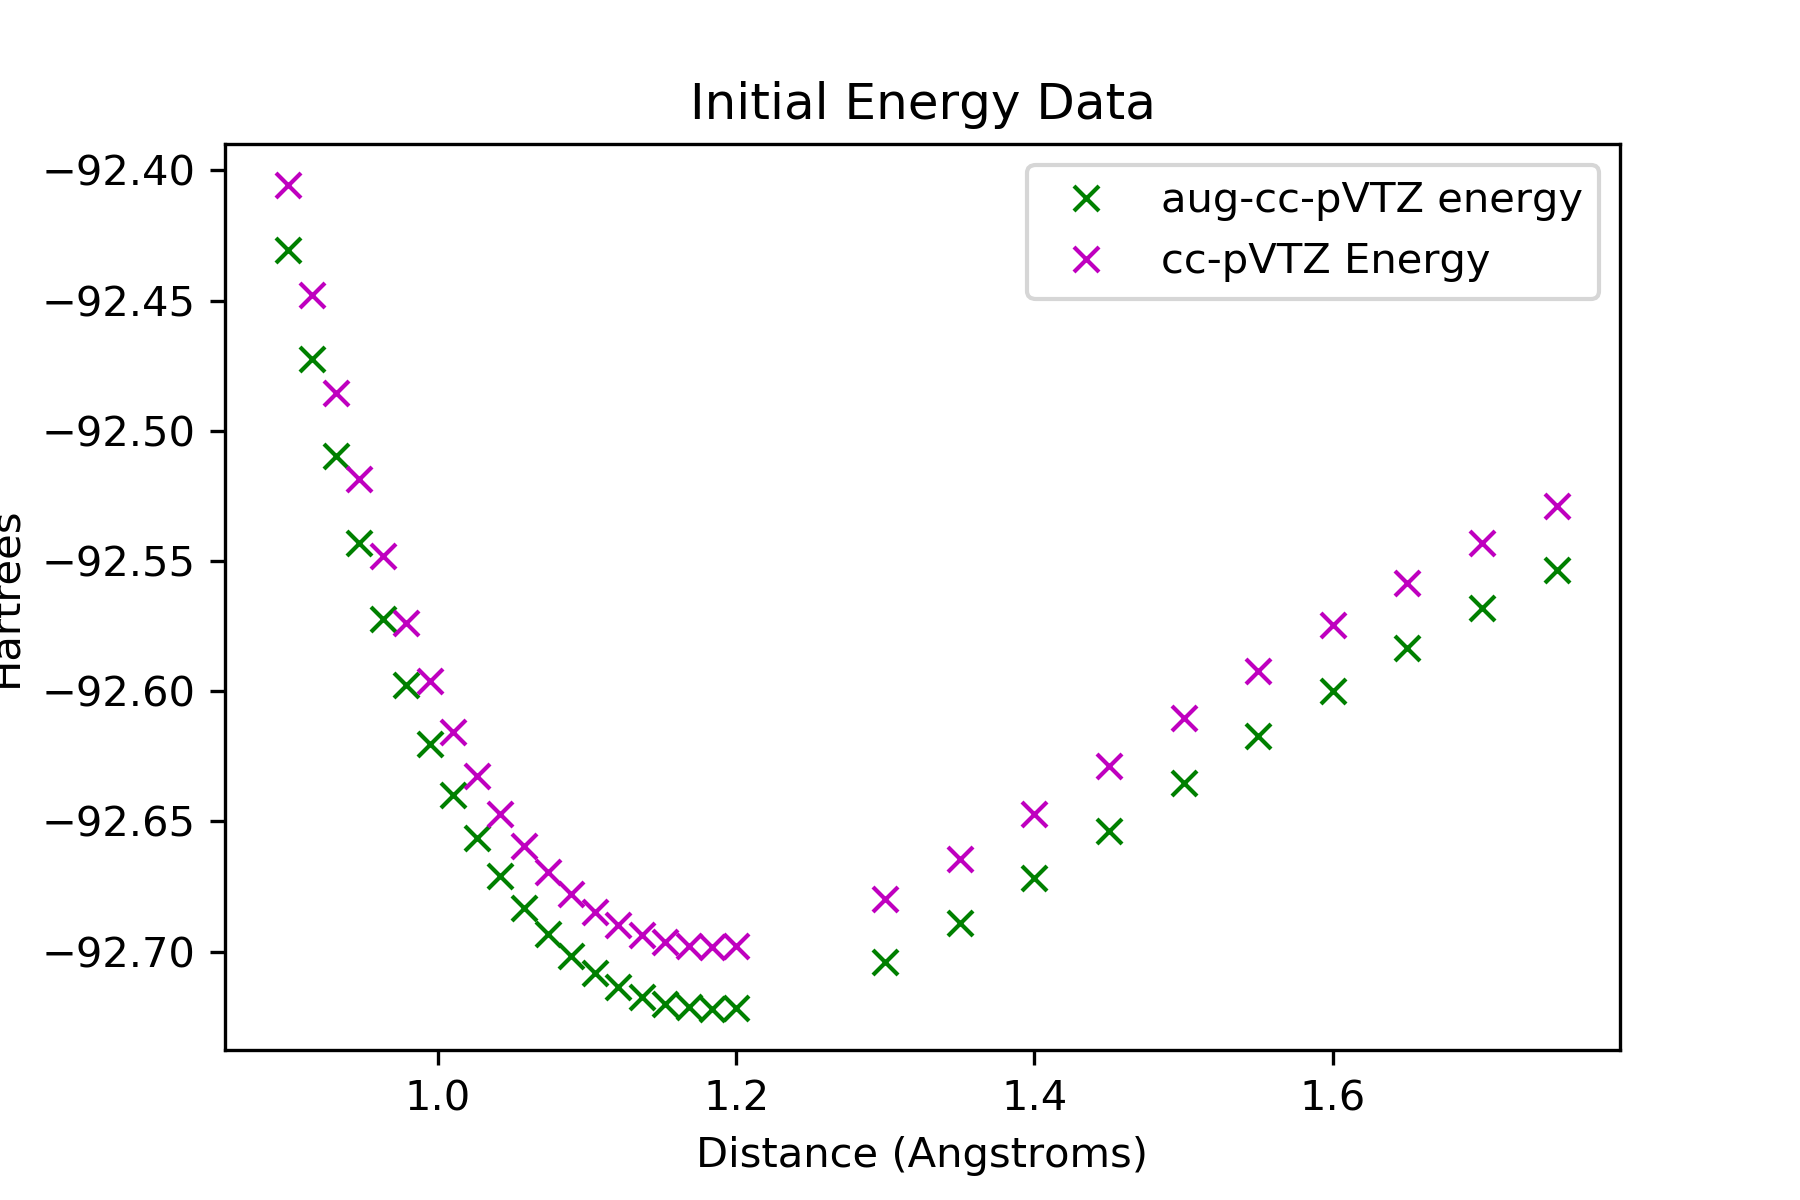 Initial Energy Data
aug-cc-pVTZ energy
cc-pVTZ Energy
−92.40
−92.45
−92.50
−92.55
−92.60
−92.65
−92.70
Hartrees
1.0 1.2 1.4 1.6
Distance (Angstroms)